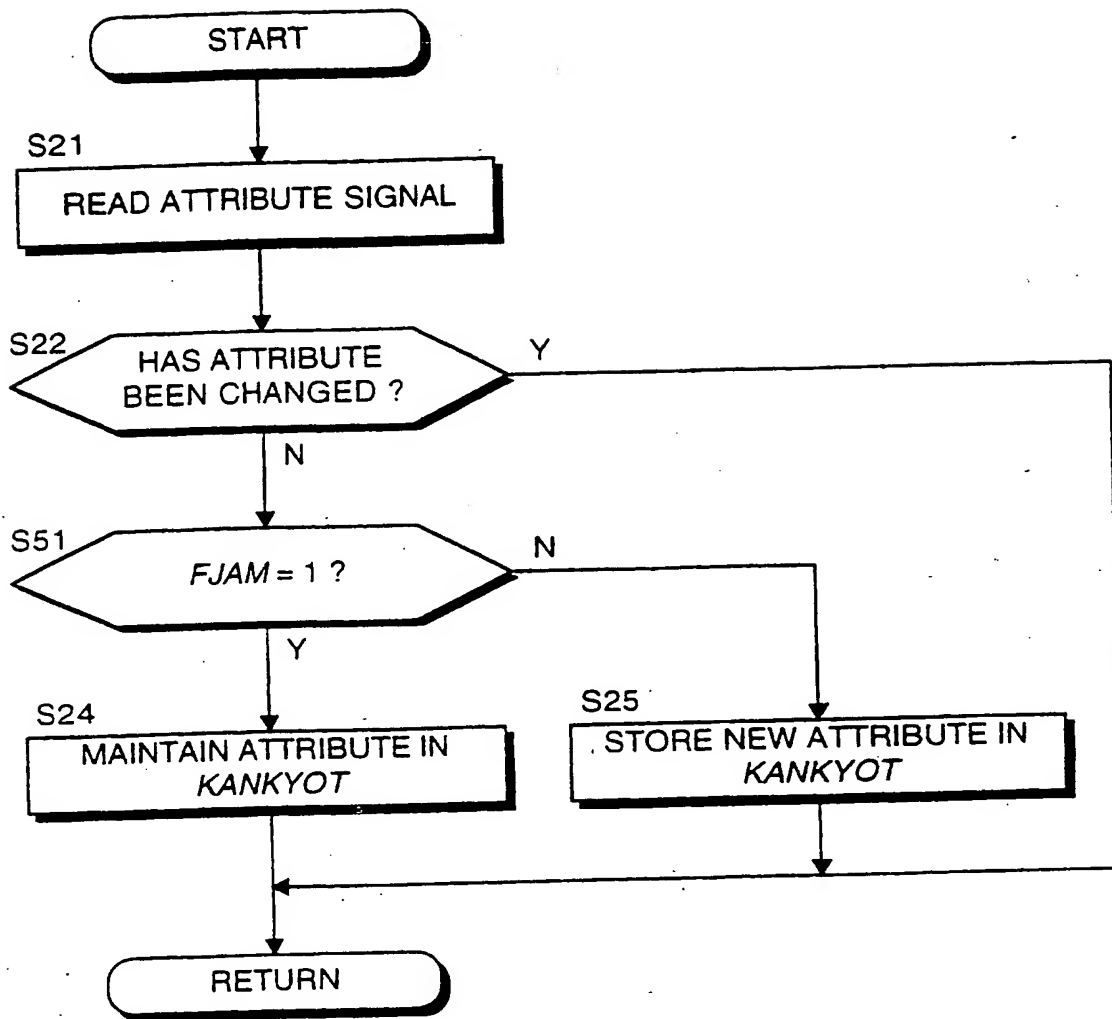 START
S21
READ ATTRIBUTE SIGNAL
S22
HAS ATTRIBUTE
BEEN CHANGED ?
Y
N
S51
FJAM = 1 ?
N
Y
S24
MAINTAIN ATTRIBUTE IN
KANKYOT
S25
STORE NEW ATTRIBUTE IN
KANKYOT
RETURN